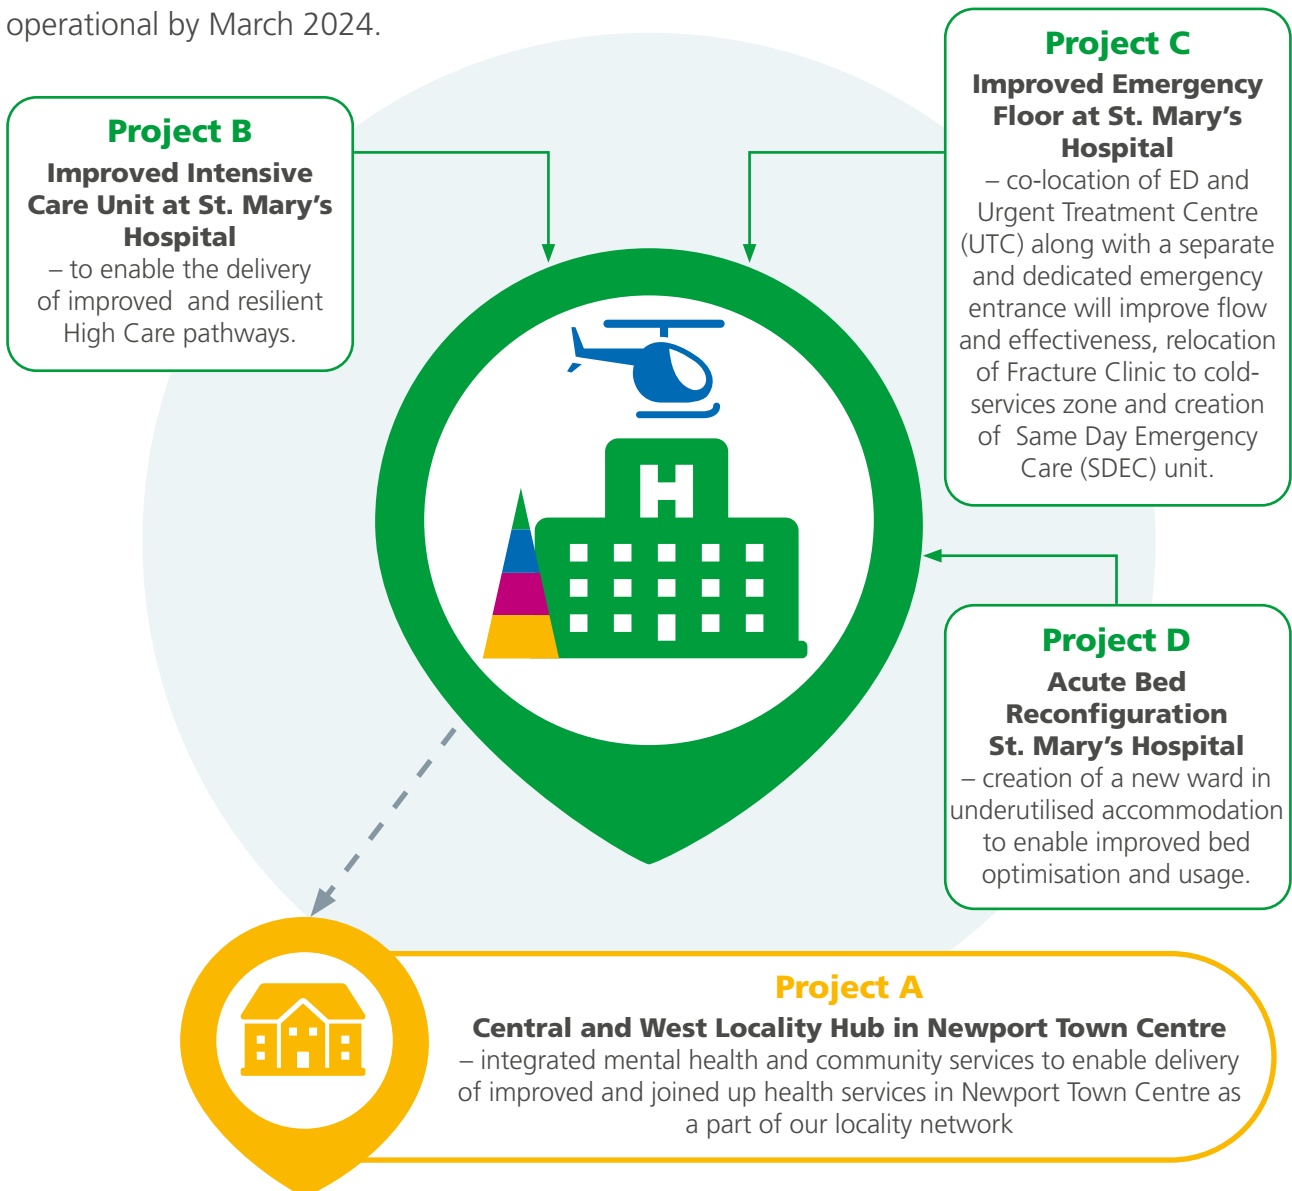 operational by March 2024.
Project B
Improved Intensive
Care Unit at St. Mary's
Hospital
– to enable the delivery
of improved and resilient
High Care pathways.
Project C
Improved Emergency
Floor at St. Mary's
Hospital
– co-location of ED and
Urgent Treatment Centre
(UTC) along with a separate
and dedicated emergency
entrance will improve flow
and effectiveness, relocation
of Fracture Clinic to cold-
services zone and creation
of Same Day Emergency
Care (SDEC) unit.
H
Project D
Acute Bed
Reconfiguration
St. Mary's Hospital
– creation of a new ward in
underutilised accommodation
to enable improved bed
optimisation and usage.
Project A
Central and West Locality Hub in Newport Town Centre
– integrated mental health and community services to enable delivery
of improved and joined up health services in Newport Town Centre as
a part of our locality network